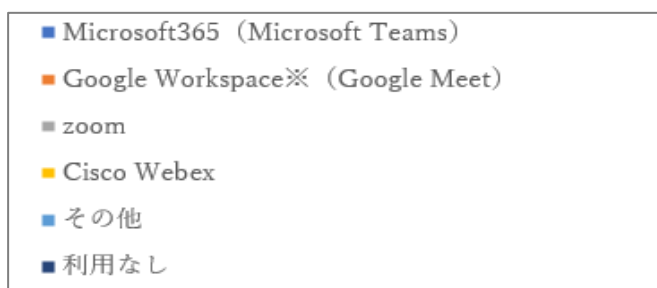 Microsoft365（Microsoft Teams）
Google Workspace※（Google Meet）
zoom
Cisco Webex
その他
利用なし